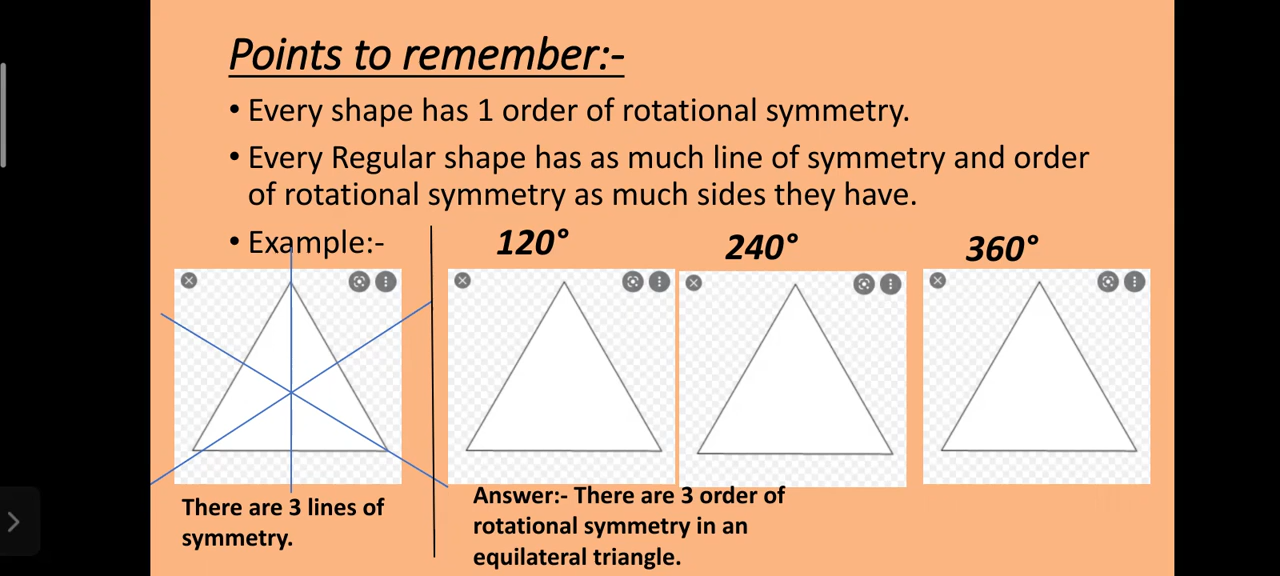 Points to remember:-
• Every shape has 1 order of rotational symmetry.
• Every Regular shape has as much line of symmetry and order
of rotational symmetry as much sides they have.
• Example:-
120°
240°
360°
There are 3 lines of
symmetry.
Answer:- There are 3 order of
rotational symmetry in an
equilateral triangle.